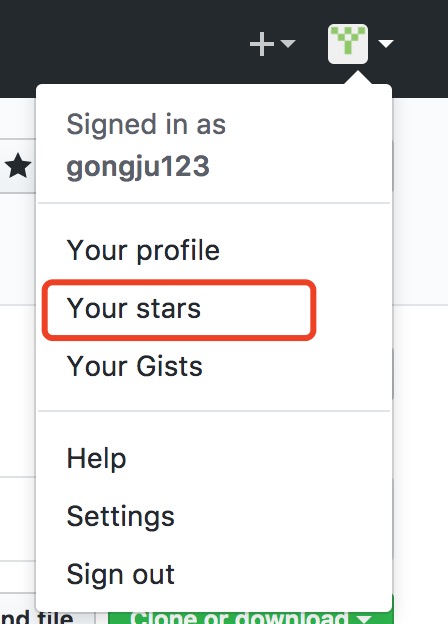 Signed in as
gongju123
Your profile
Your stars
Your Gists
Help
Settings
Sign out
nd file
Clone or download